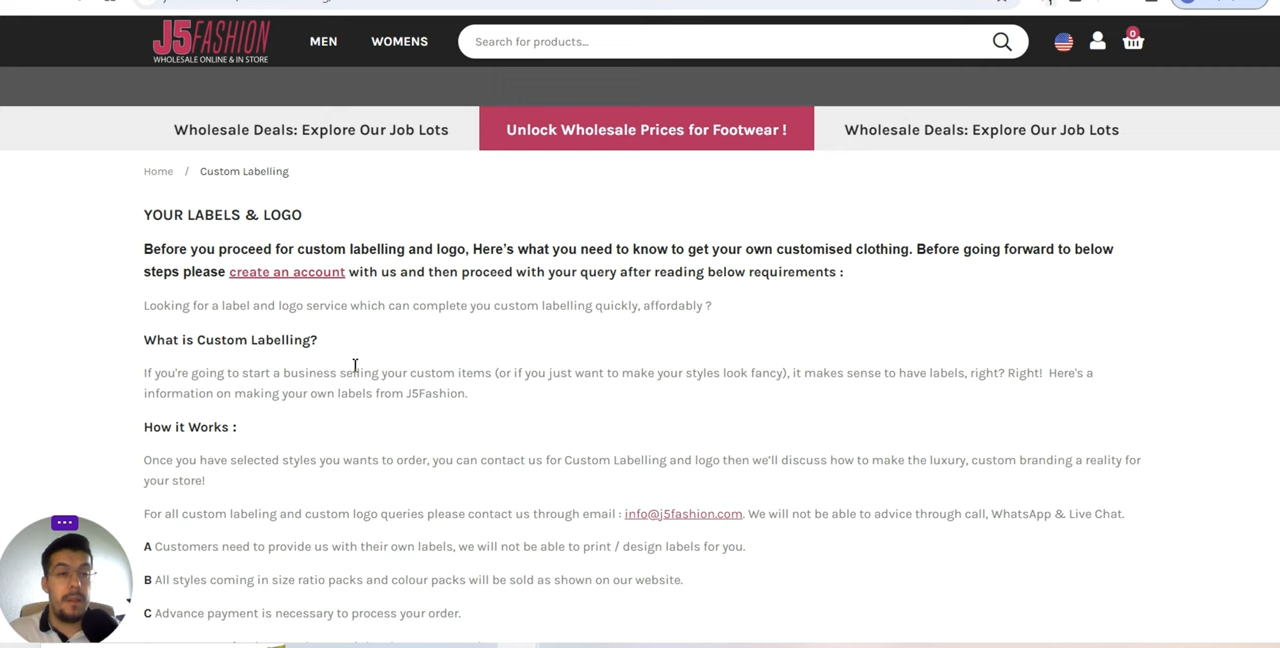 J5FASHION
WHOLESALE ONLINE & IN STORE
MEN
WOMENS
Search for products...
0
Wholesale Deals: Explore Our Job Lots
Unlock Wholesale Prices for Footwear !
Wholesale Deals: Explore Our Job Lots
Home / Custom Labelling
YOUR LABELS & LOGO
Before you proceed for custom labelling and logo, Here's what you need to know to get your own customised clothing. Before going forward to below
steps please create an account with us and then proceed with your query after reading below requirements :
Looking for a label and logo service which can complete you custom labelling quickly, affordably ?
What is Custom Labelling?
If you're going to start a business selling your custom items (or if you just want to make your styles look fancy), it makes sense to have labels, right? Right! Here's a
information on making your own labels from J5Fashion.
How it Works :
Once you have selected styles you wants to order, you can contact us for Custom Labelling and logo then we'll discuss how to make the luxury, custom branding a reality for
your store!
For all custom labeling and custom logo queries please contact us through email : info@j5fashion.com. We will not be able to advice through call, WhatsApp & Live Chat.
A Customers need to provide us with their own labels, we will not be able to print / design labels for you.
B All styles coming in size ratio packs and colour packs will be sold as shown on our website.
C Advance payment is necessary to process your order.